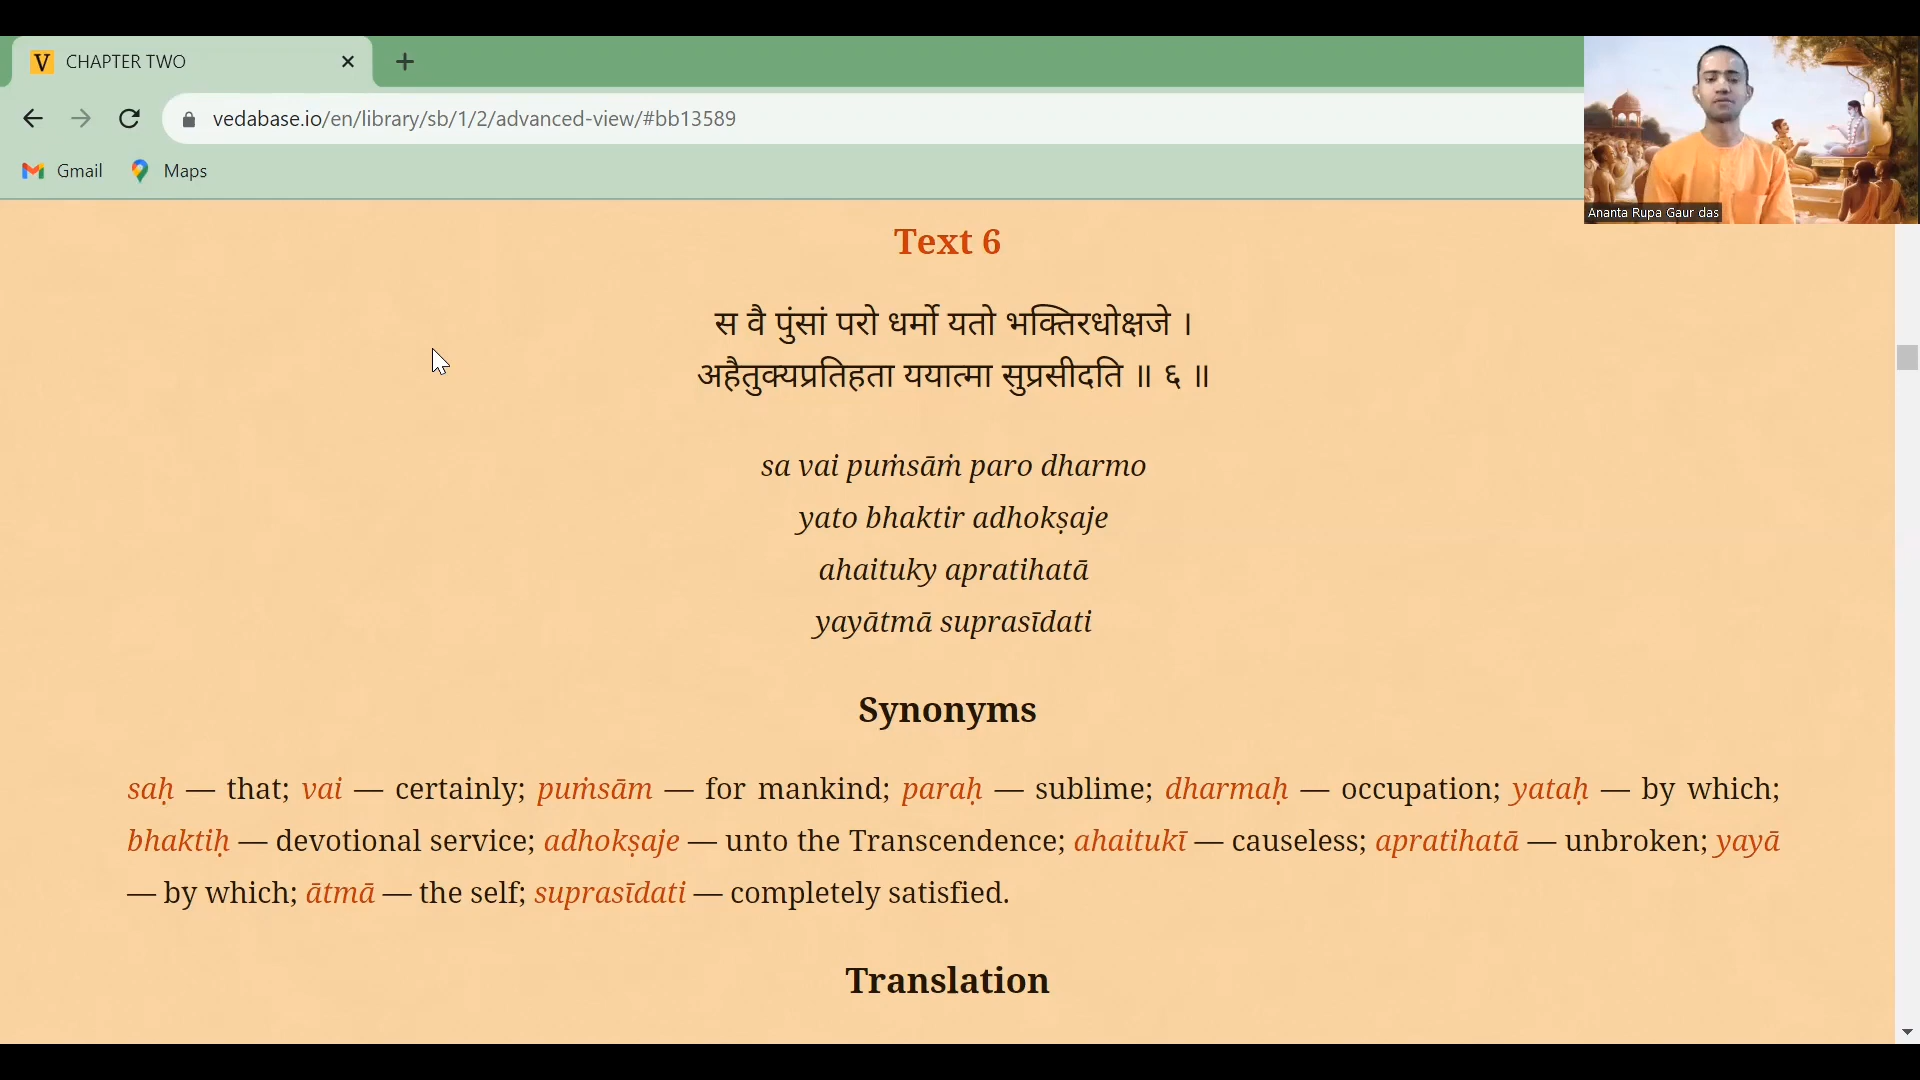 CHAPTER TWO
vedabase.io/en/library/sb/1/2/advanced-view/#bb13589
Gmail Maps
Ananta Rupa Gaur das
Text 6
स वै पुंसां परो धर्मो यतो भक्तिरधोक्षजे ।
अहैतुक्यप्रतिहता ययात्मा सुप्रसीदति ॥ ६ ॥
sa vai puṁsāṁ paro dharmo
yato bhaktir adhokṣaje
ahaituky apratihatā
yayātmā suprasīdati
Synonyms
saḥ — that; vai — certainly; puṁsām — for mankind; paraḥ — sublime; dharmaḥ — occupation; yataḥ — by which;
bhaktiḥ — devotional service; adhokṣaje — unto the Transcendence; ahaitukī — causeless; apratihatā — unbroken; yayā
— by which; ātmā — the self; suprasīdati — completely satisfied.
Translation